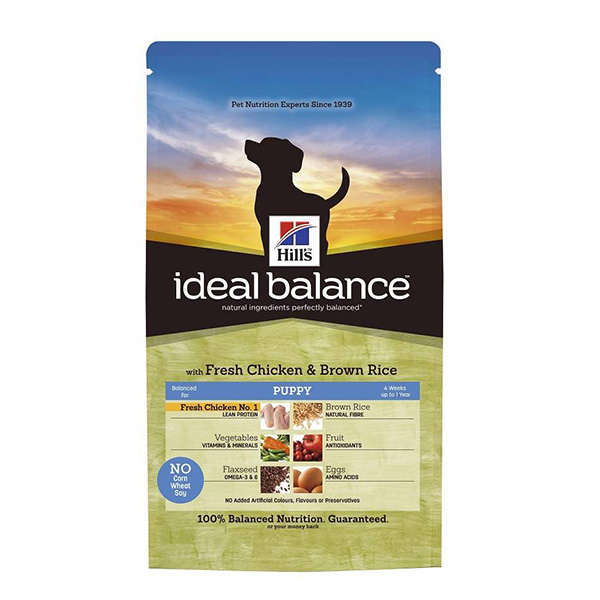 Pet Nutrition Experts Since 1939
Hill's™
ideal balance™
natural ingredients perfectly balanced*
with Fresh Chicken & Brown Rice
Balanced for
PUPPY
4 Weeks up to 1 Year
Fresh Chicken No. 1
LEAN PROTEIN
Brown Rice
NATURAL FIBRE
Vegetables
VITAMINS & MINERALS
Fruit
ANTIOXIDANTS
Flaxseed
OMEGA-3 & 6
Eggs
AMINO ACIDS
NO
Corn
Wheat
Soy
NO Added Artificial Colours, Flavours or Preservatives
100% Balanced Nutrition. Guaranteed.
or your money back